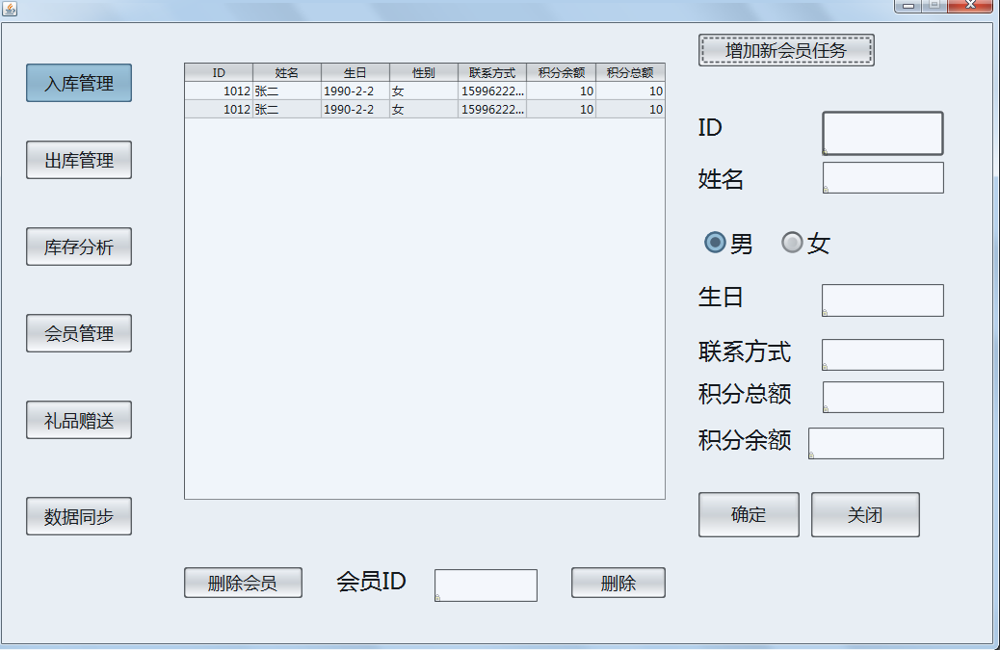 增加新会员任务
入库管理
出库管理
库存分析
会员管理
礼品赠送
数据同步
ID 姓名 生日 性别 联系方式 积分余额 积分总额
1012 张二 1990-2-2 女 15996222... 10 10
1012 张二 1990-2-2 女 15996222... 10 10
ID
姓名
男 女
生日
联系方式
积分总额
积分余额
确定 关闭
删除会员 会员ID 删除